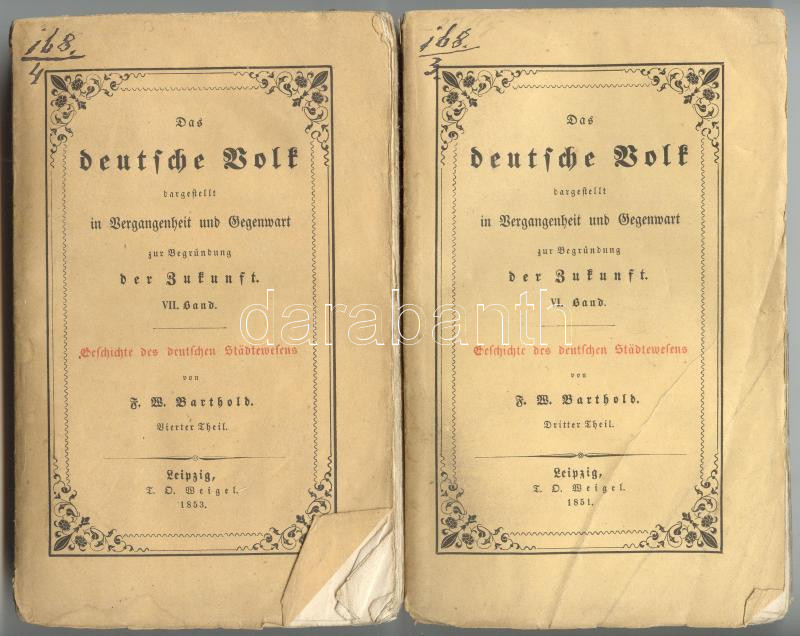 168.
4
Das
deutsche Volk
dargestellt
in Vergangenheit und Gegenwart
zur Begründung
der Zukunft.
VII. Band.
Geschichte des deutschen Städtewesens
von
F. W. Barthold.
Vierter Theil.
Leipzig,
T. O. Weigel.
1853.
168.
3
Das
deutsche Volk
dargestellt
in Vergangenheit und Gegenwart
zur Begründung
der Zukunft.
VI. Band.
Geschichte des deutschen Städtewesens
von
F. W. Barthold.
Dritter Theil.
Leipzig,
T. O. Weigel.
1851.
darabanth